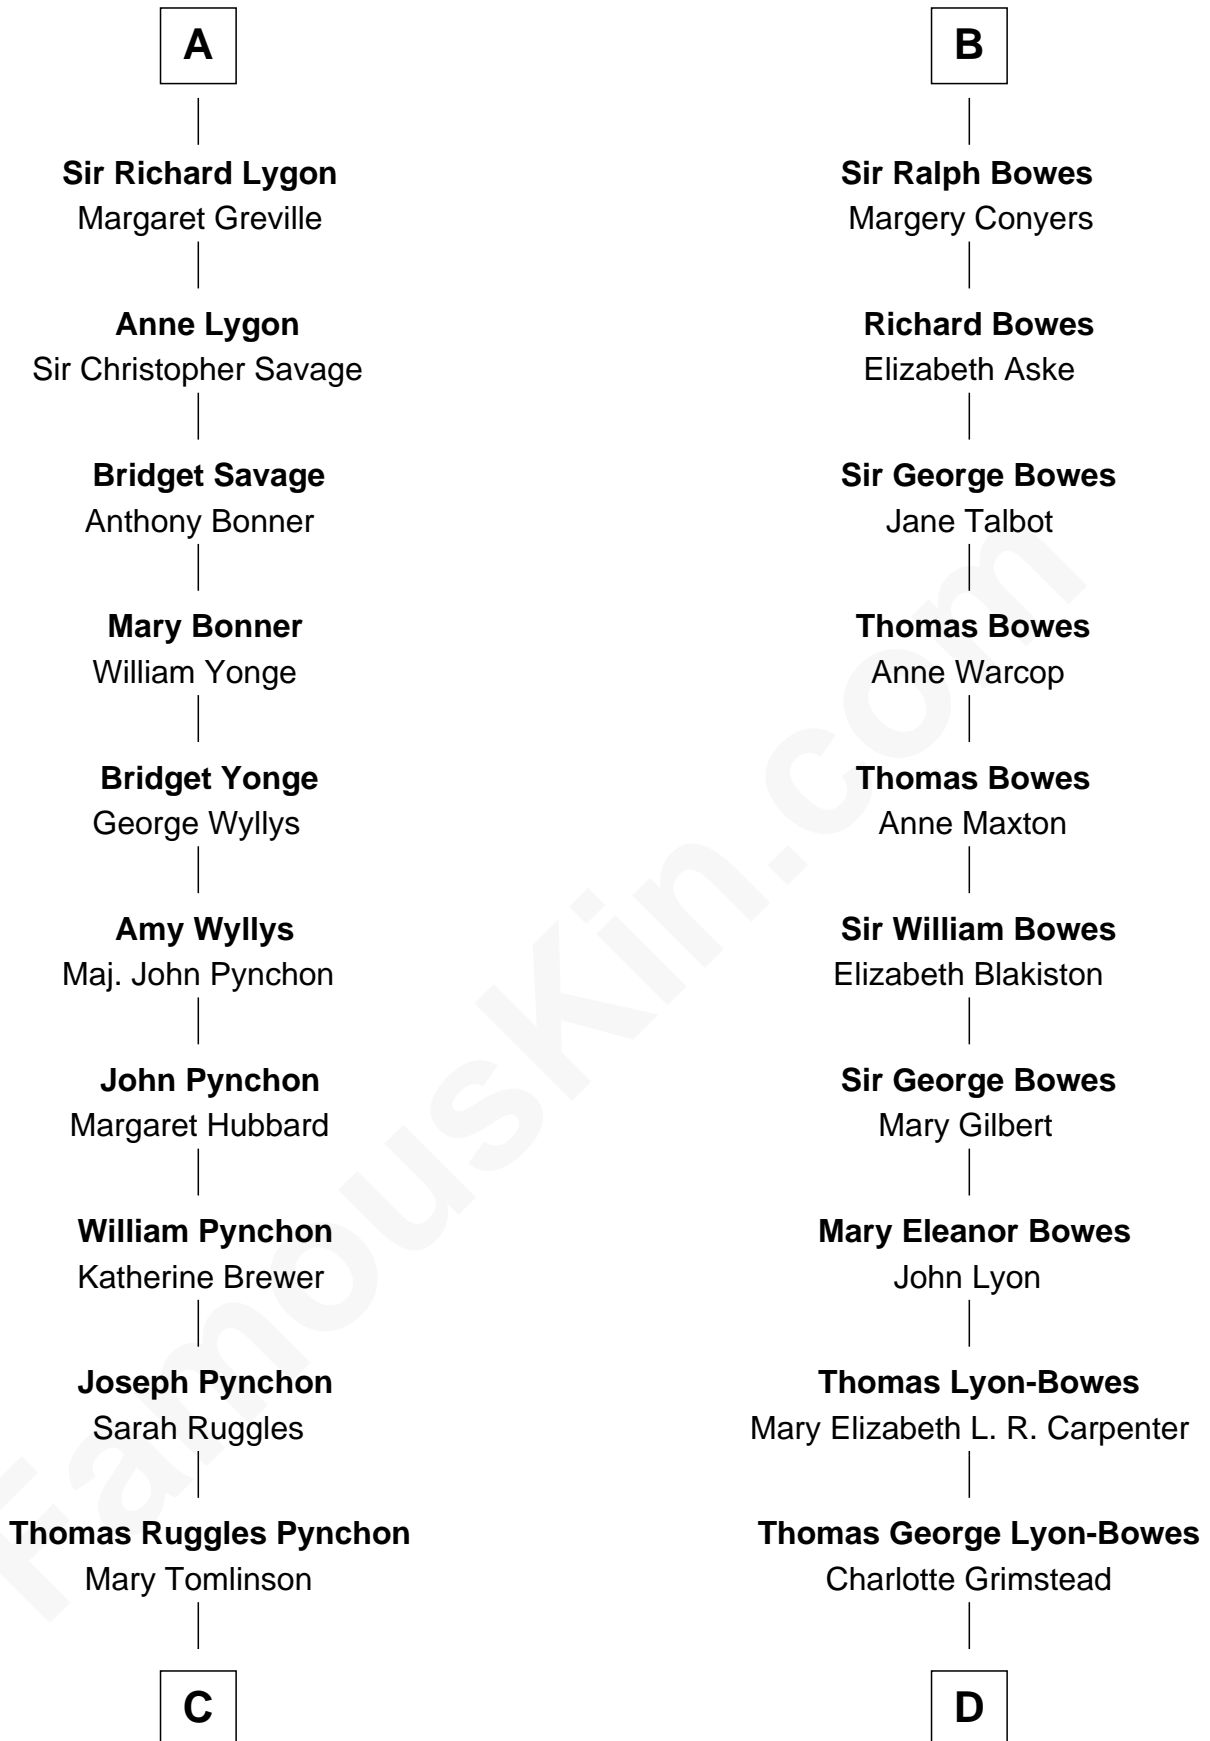 A
Sir Richard Lygon
Margaret Greville
Anne Lygon
Sir Christopher Savage
Bridget Savage
Anthony Bonner
Mary Bonner
William Yonge
Bridget Yonge
George Wyllys
Amy Wyllys
Maj. John Pynchon
John Pynchon
Margaret Hubbard
William Pynchon
Katherine Brewer
Joseph Pynchon
Sarah Ruggles
Thomas Ruggles Pynchon
Mary Tomlinson
C
B
Sir Ralph Bowes
Margery Conyers
Richard Bowes
Elizabeth Aske
Sir George Bowes
Jane Talbot
Thomas Bowes
Anne Warcop
Thomas Bowes
Anne Maxton
Sir William Bowes
Elizabeth Blakiston
Sir George Bowes
Mary Gilbert
Mary Eleanor Bowes
John Lyon
Thomas Lyon-Bowes
Mary Elizabeth L. R. Carpenter
Thomas George Lyon-Bowes
Charlotte Grimstead
D
FamousKin.com